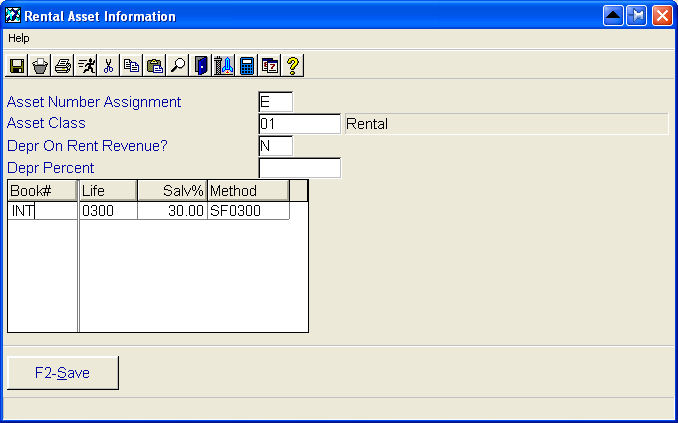 Rental Asset Information
Help
Asset Number Assignment E
Asset Class 01 Rental
Depr On Rent Revenue? N
Depr Percent
Book# Life Salv% Method
INT 0300 30.00 SF0300
F2-Save